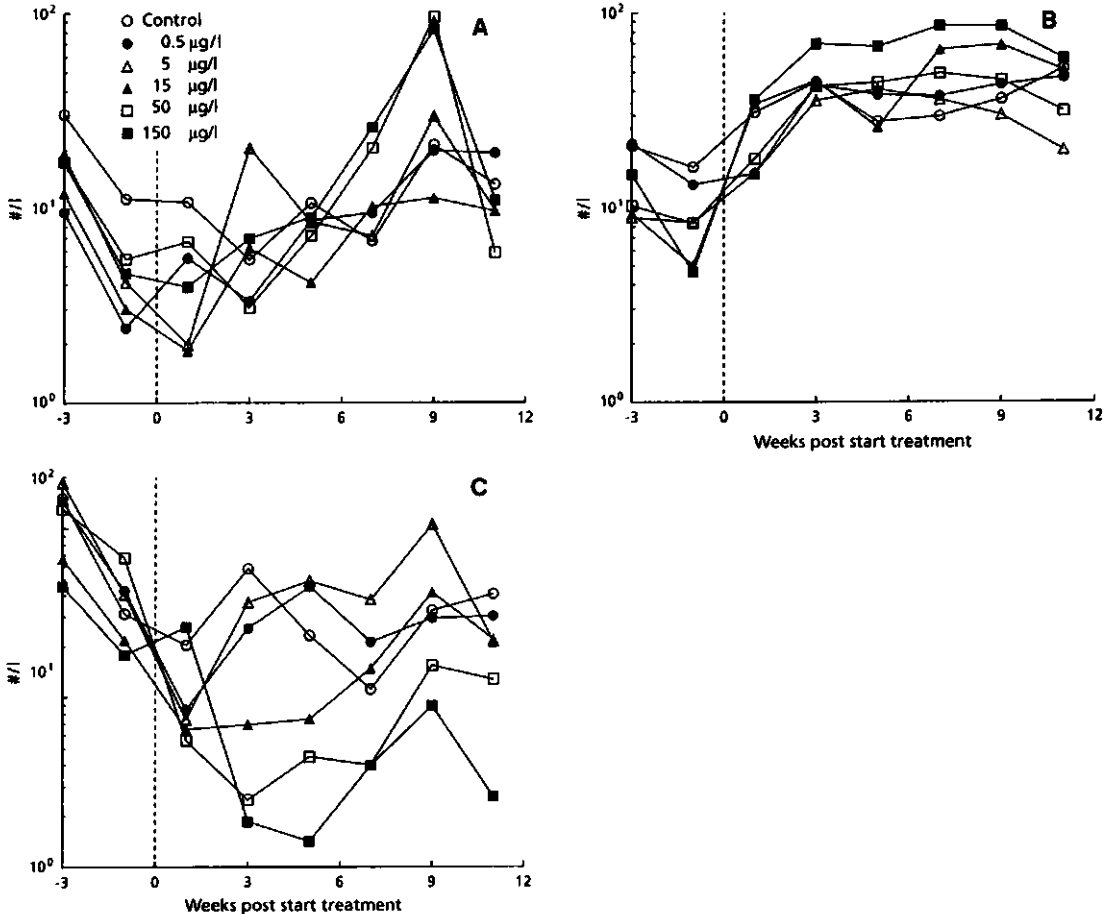 10²
A
Control
0.5 µg/l
5 µg/l
15 µg/l
50 µg/l
150 µg/l
#/l
10¹
10⁰
-3 0 3 6 9 12
10²
B
#/l
10¹
10⁰
-3 0 3 6 9 12
Weeks post start treatment
10²
C
#/l
10¹
10⁰
-3 0 3 6 9 12
Weeks post start treatment